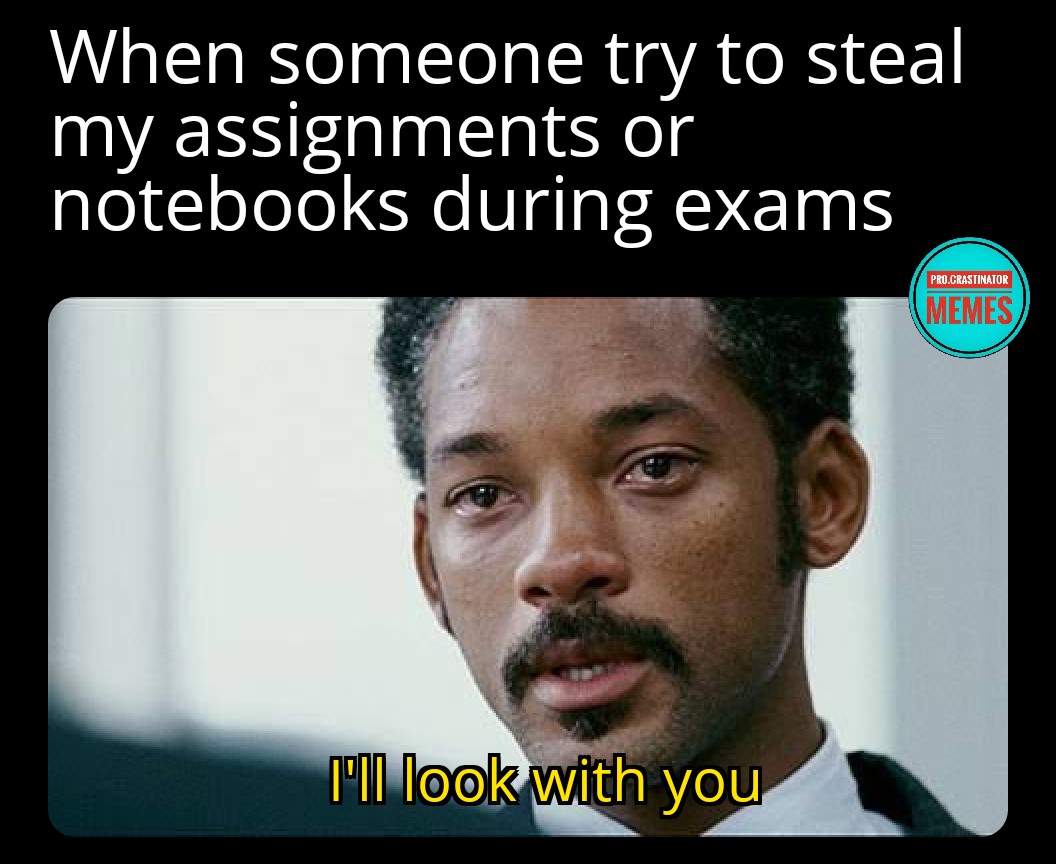 When someone try to steal
my assignments or
notebooks during exams
PRO.CRASTINATOR
MEMES
I'll look with you